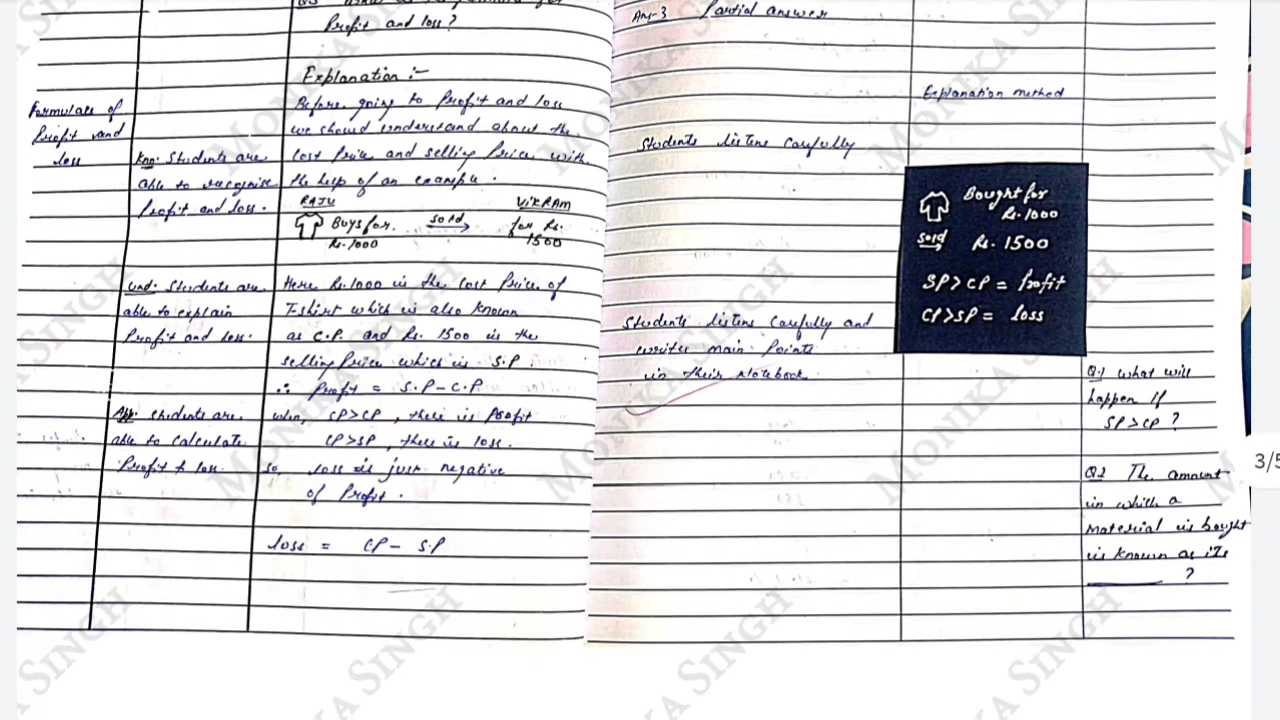 Profit and loss?
Explanation :-
Formulae of
Profit and
loss
Kno: Students are
able to recognise
Profit and loss.
Before going to Profit and loss
we should understand about the
Cost Price and selling Price with
the help of an example.
RAJU
VIKRAM
Buys for
Rs. 1000
sold
for Rs.
1500
Und: Students are
able to explain
Profit and loss.
Here Rs. 1000 is the Cost Price of
T-shirt which is also known
as C.P. and Rs. 1500 is the
selling Price which is S.P.
∴ Profit = S.P - C.P.
App: Students are
able to Calculate
Profit & loss.
when, SP>CP, there is Profit
CP>SP, there is loss.
so, loss is just negative
of Profit.
loss = CP - S.P
Ans-3 Partial answer
Explanation method
Students listens Carefully
Bought for
Rs. 1000
sold Rs. 1500
SP > CP = Profit
CP > SP = loss
Students listens Carefully and
writes main Points
in their Notebook.
Q.1 what will
happen if
SP>CP?
Q.2 The amount
in which a
material is bought
is known as its
________ ?
3/5
MONIKA SINGH